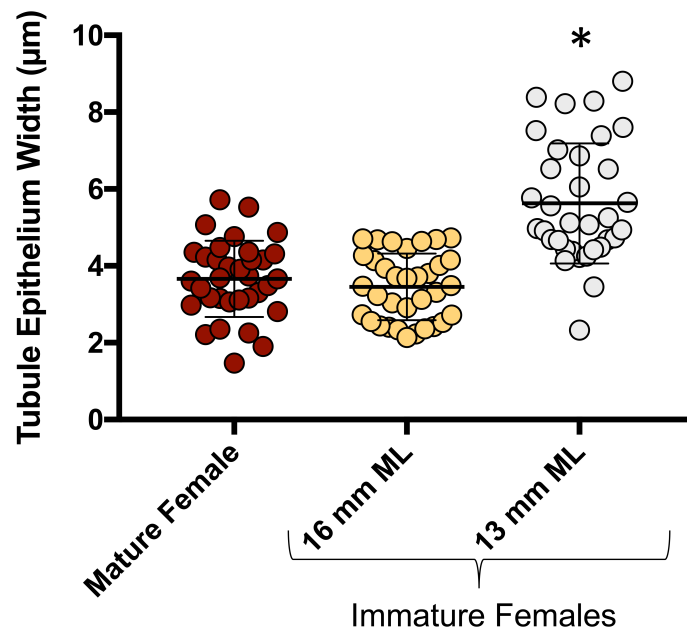 Tubule Epithelium Width (µm)
10
8
6
4
2
0
*
Mature Female
16 mm ML
13 mm ML
Immature Females